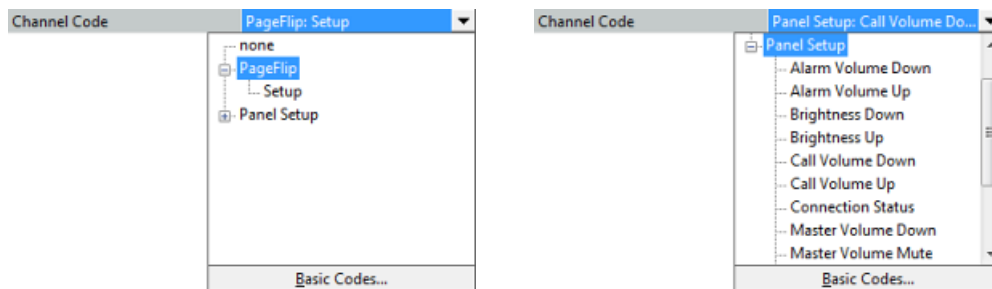 Channel Code PageFlip: Setup
none
PageFlip
Setup
Panel Setup
Basic Codes...
Channel Code Panel Setup: Call Volume Do...
Panel Setup
Alarm Volume Down
Alarm Volume Up
Brightness Down
Brightness Up
Call Volume Down
Call Volume Up
Connection Status
Master Volume Down
Master Volume Mute
Basic Codes...